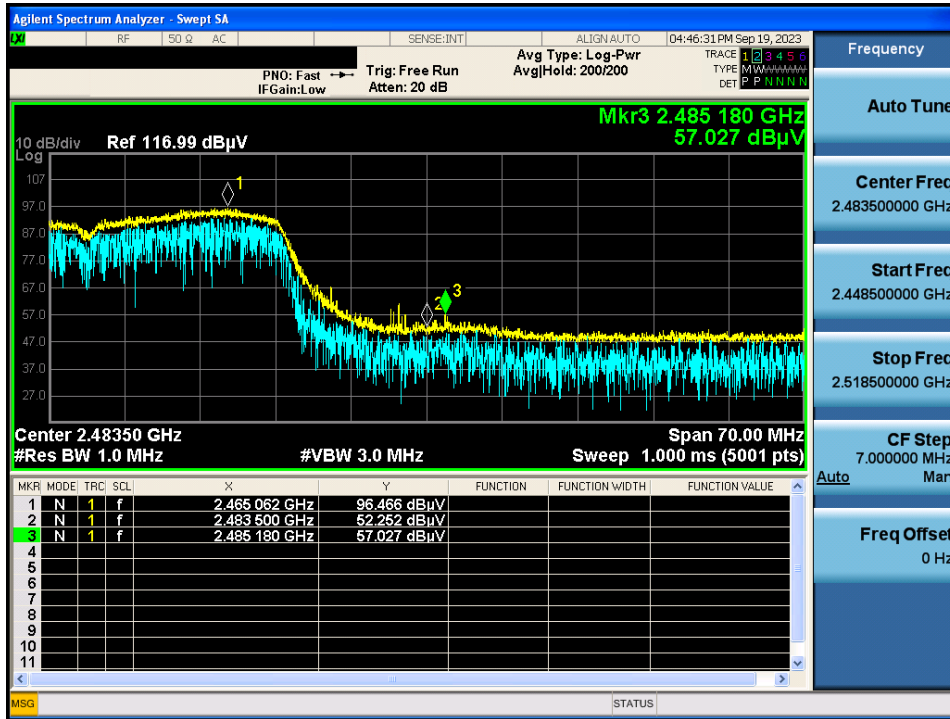 Agilent Spectrum Analyzer - Swept SA
LXI RF 50 Ω AC SENSE:INT ALIGN AUTO 04:46:31 PM Sep 19, 2023
Frequency
PNO: Fast Trig: Free Run Avg Type: Log-Pwr TRACE 1 2 3 4 5 6
IFGain:Low Atten: 20 dB Avg|Hold: 200/200 TYPE M W
DET P P N N N N
Auto Tune
Mkr3 2.485 180 GHz
57.027 dBµV
10 dB/div Ref 116.99 dBµV
Log
107
97.0
87.0
77.0
67.0
57.0
47.0
37.0
27.0
1
2
3
Center 2.48350 GHz Span 70.00 MHz
#Res BW 1.0 MHz #VBW 3.0 MHz Sweep 1.000 ms (5001 pts)
Center Freq
2.483500000 GHz
Start Freq
2.448500000 GHz
Stop Freq
2.518500000 GHz
CF Step
7.000000 MHz
Auto Man
Freq Offset
0 Hz
MKR MODE TRC SCL X Y FUNCTION FUNCTION WIDTH FUNCTION VALUE
1 N 1 f 2.465 062 GHz 96.466 dBµV
2 N 1 f 2.483 500 GHz 52.252 dBµV
3 N 1 f 2.485 180 GHz 57.027 dBµV
4
5
6
7
8
9
10
11
MSG STATUS